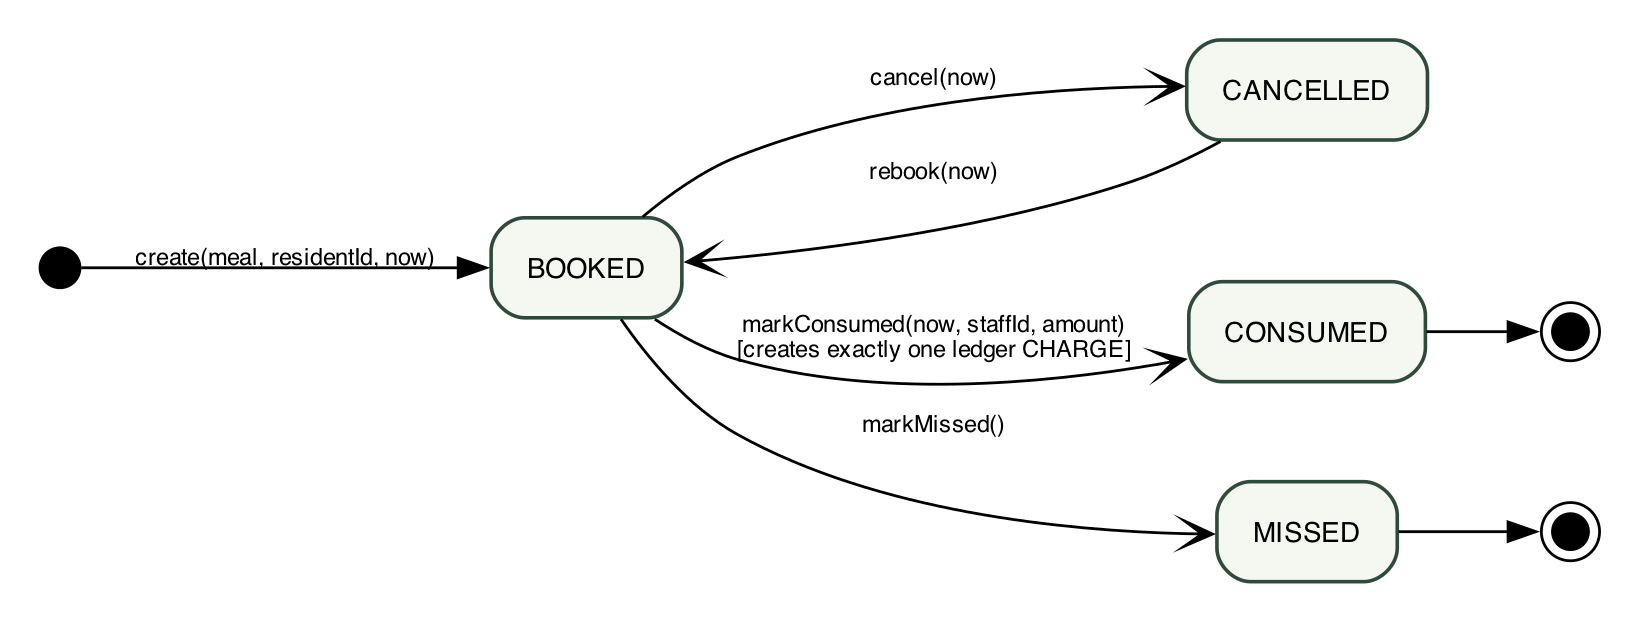 cancel(now)
CANCELLED
rebook(now)
create(meal, residentId, now)
BOOKED
markConsumed(now, staffId, amount)
[creates exactly one ledger CHARGE]
CONSUMED
markMissed()
MISSED